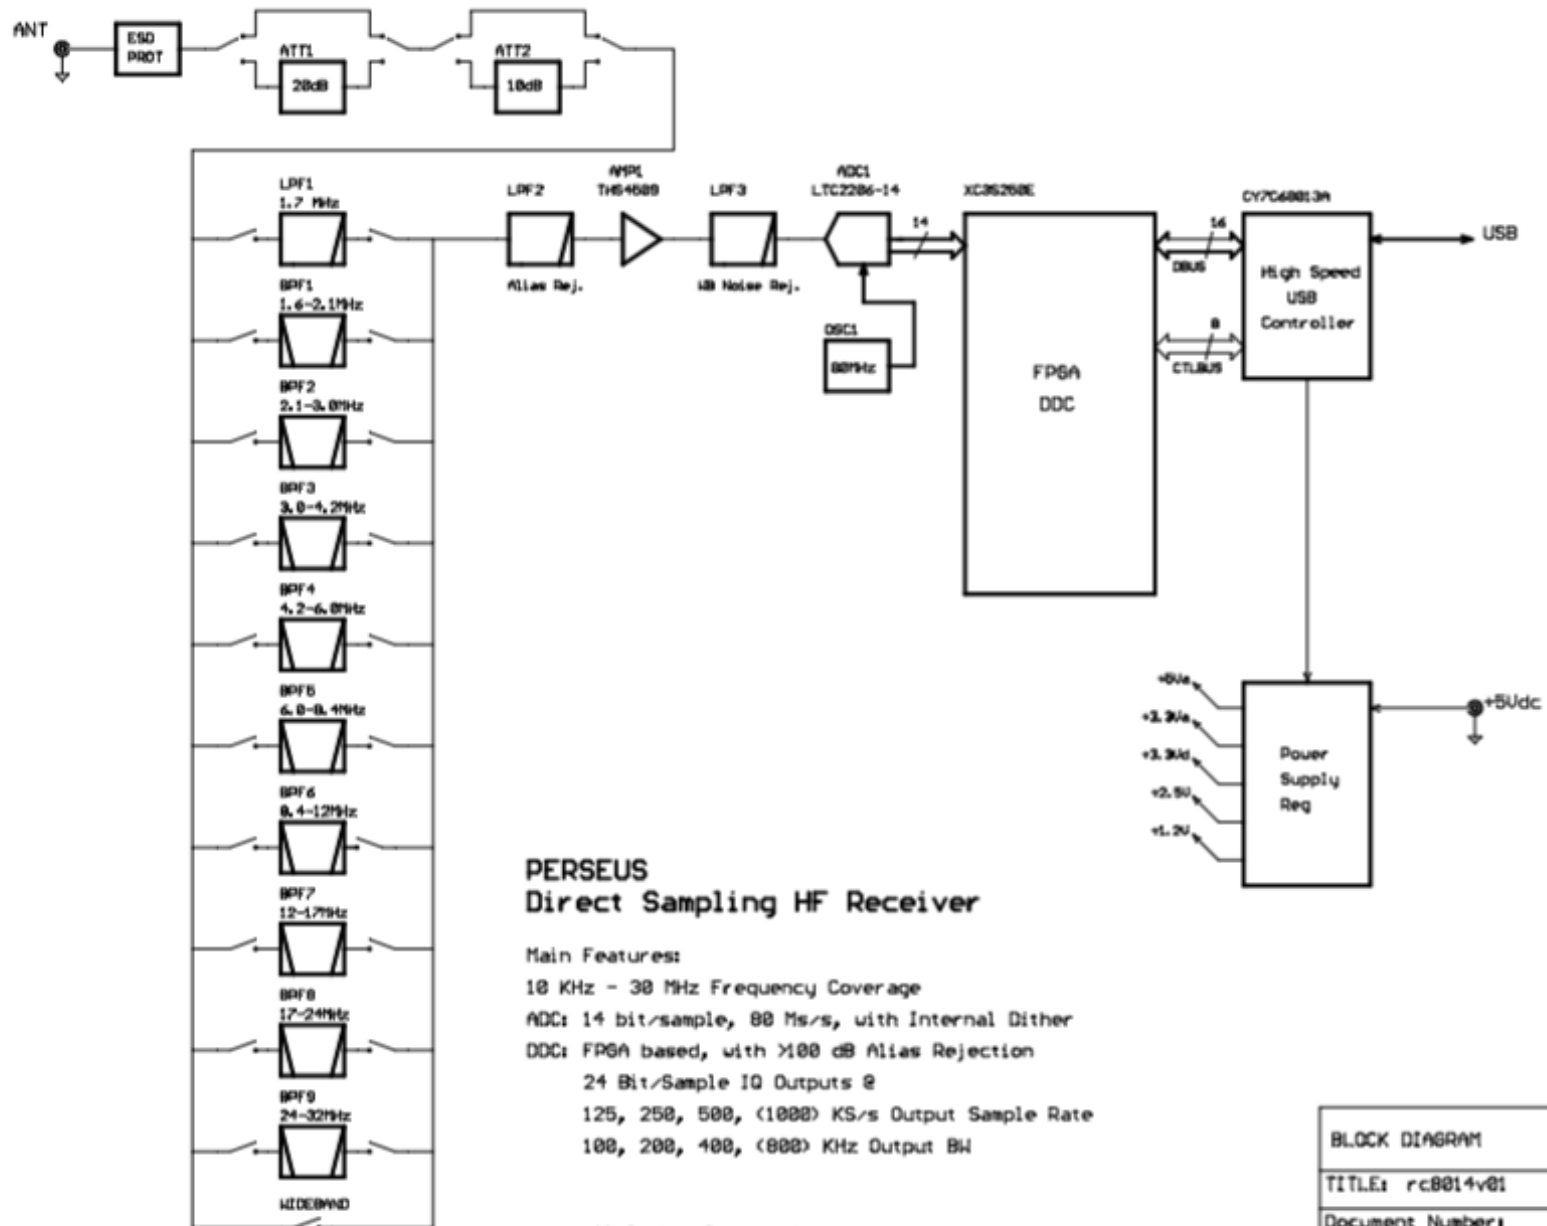 ANT
ESD
PROT
ATT1
20dB
ATT2
10dB
LPF1
1.7 MHz
BPF1
1.6-2.1MHz
BPF2
2.1-3.0MHz
BPF3
3.0-4.2MHz
BPF4
4.2-6.0MHz
BPF5
6.0-8.4MHz
BPF6
8.4-12MHz
BPF7
12-17MHz
BPF8
17-24MHz
BPF9
24-32MHz
WIDEBAND
LPF2
Alias Rej.
AMP1
THS4509
LPF3
WB Noise Rej.
ADC1
LTC2206-14
14
OSC1
80MHz
XC3S250E
FPGA
DDC
16
DBUS
8
CTLBUS
CY7C68013A
High Speed
USB
Controller
USB
+5Va
+3.3Va
+3.3Vd
+2.5V
+1.2V
Power
Supply
Reg
+5Vdc
PERSEUS
Direct Sampling HF Receiver
Main Features:
10 KHz - 30 MHz Frequency Coverage
ADC: 14 bit/sample, 80 Ms/s, with Internal Dither
DDC: FPGA based, with >100 dB Alias Rejection
24 Bit/Sample IQ Outputs @
125, 250, 500, (1000) KS/s Output Sample Rate
100, 200, 400, (800) KHz Output BW
BLOCK DIAGRAM
TITLE: rc8014v01
Document Number: